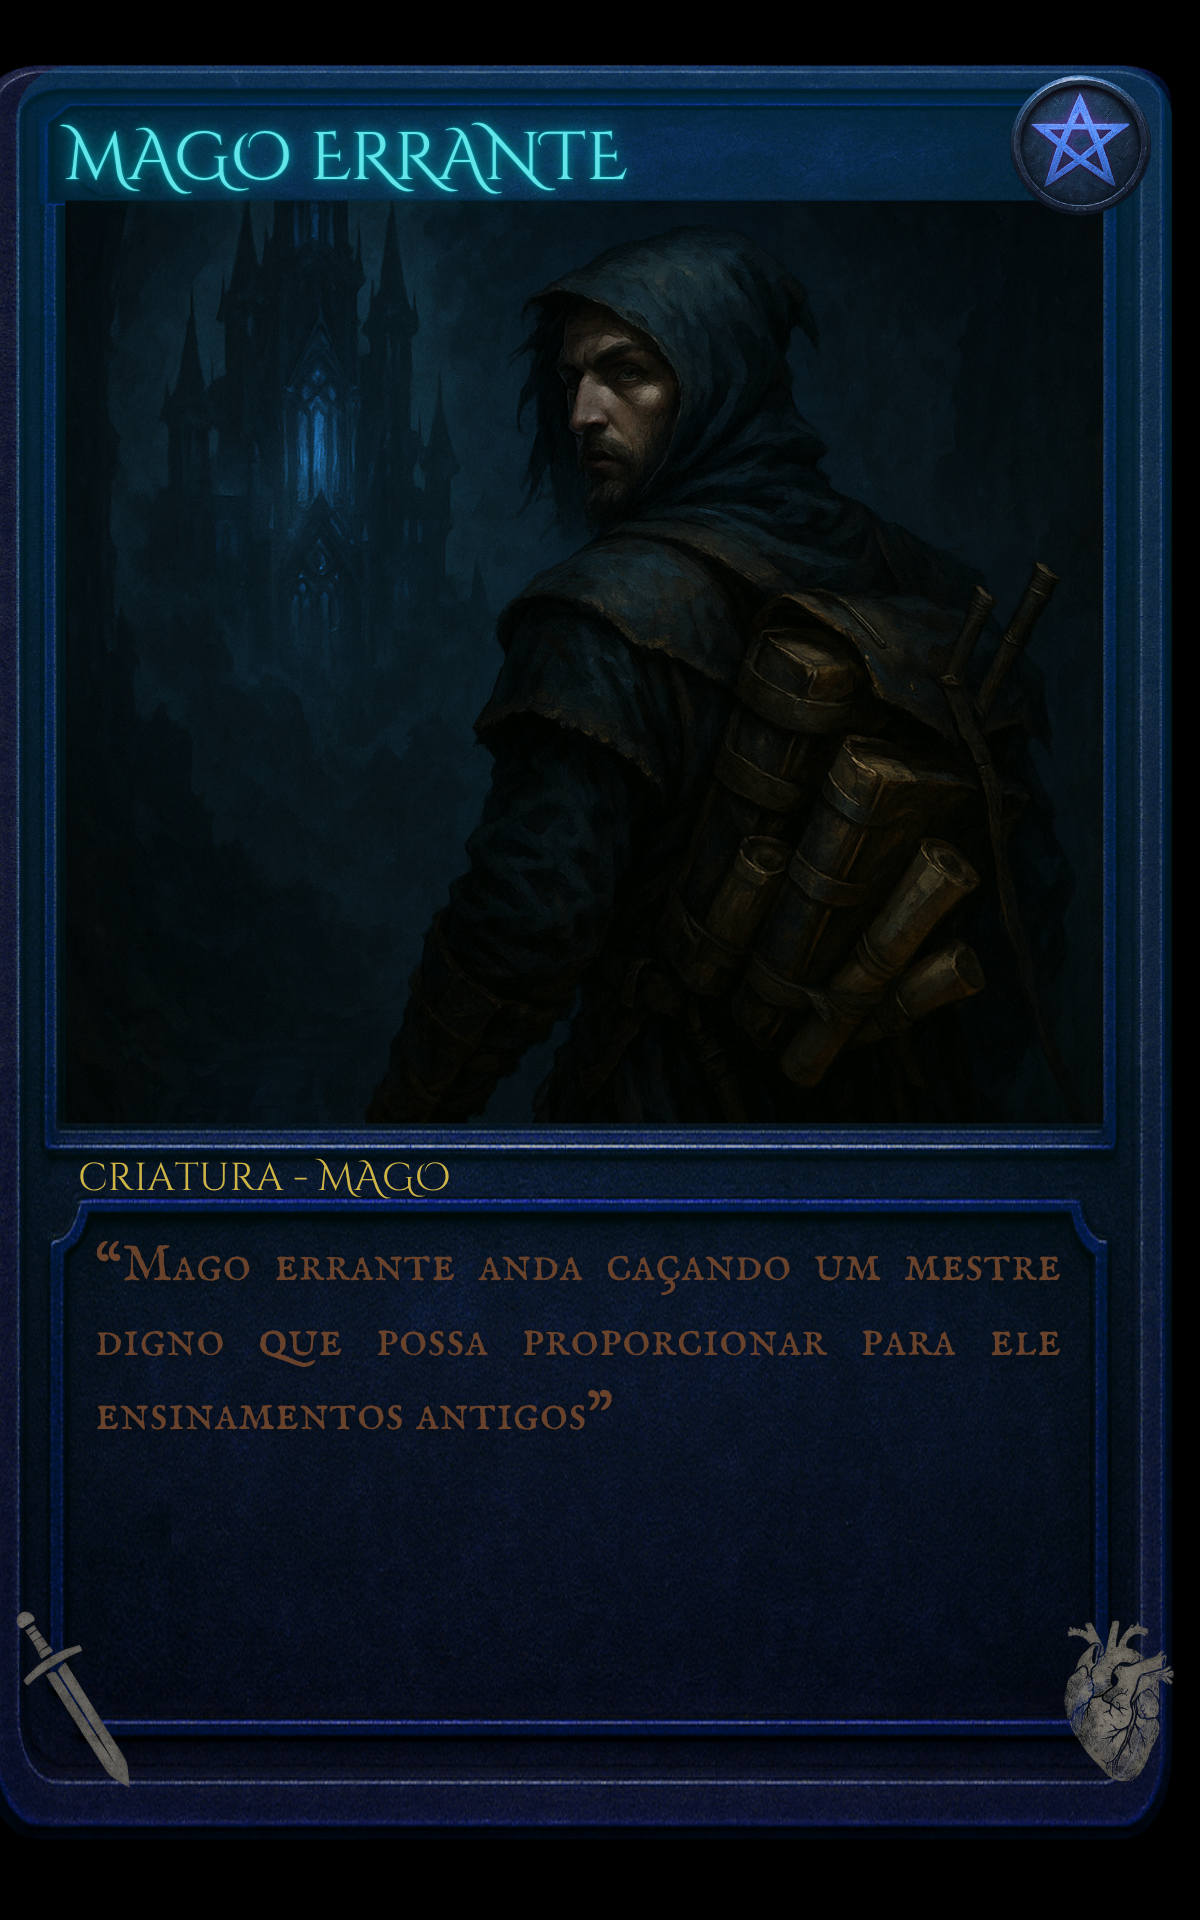 MAGO ERRANTE
CRIATURA - MAGO
“Mago errante anda caçando um mestre
digno que possa proporcionar para ele
ensinamentos antigos”